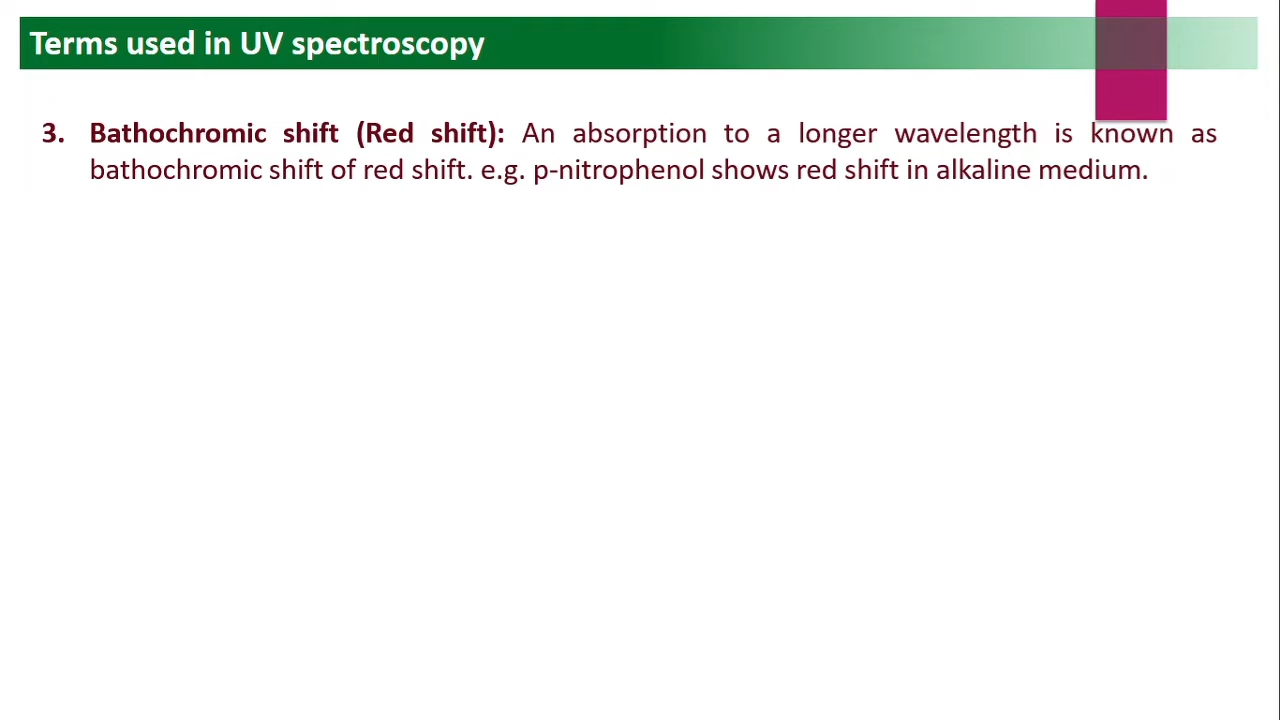 Terms used in UV spectroscopy
3. Bathochromic shift (Red shift): An absorption to a longer wavelength is known as
bathochromic shift of red shift. e.g. p-nitrophenol shows red shift in alkaline medium.